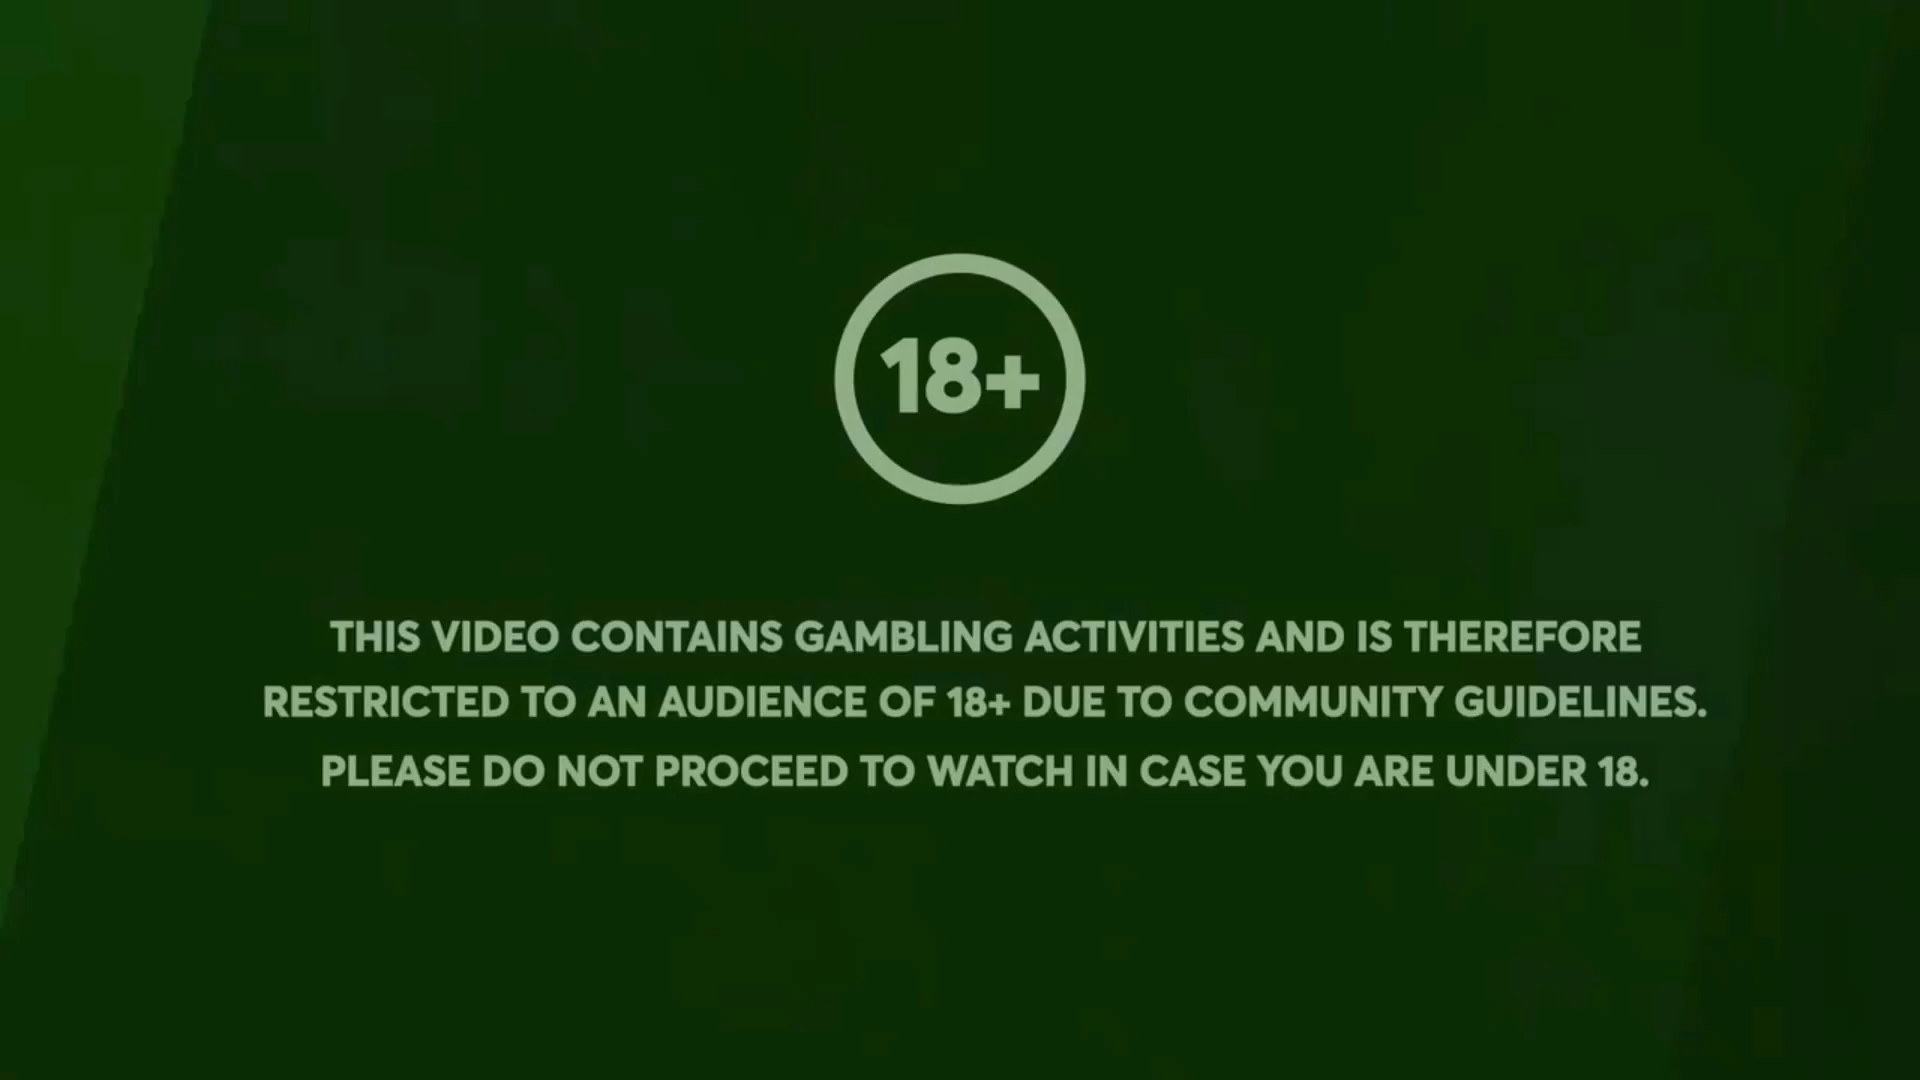 18+
THIS VIDEO CONTAINS GAMBLING ACTIVITIES AND IS THEREFORE
RESTRICTED TO AN AUDIENCE OF 18+ DUE TO COMMUNITY GUIDELINES.
PLEASE DO NOT PROCEED TO WATCH IN CASE YOU ARE UNDER 18.